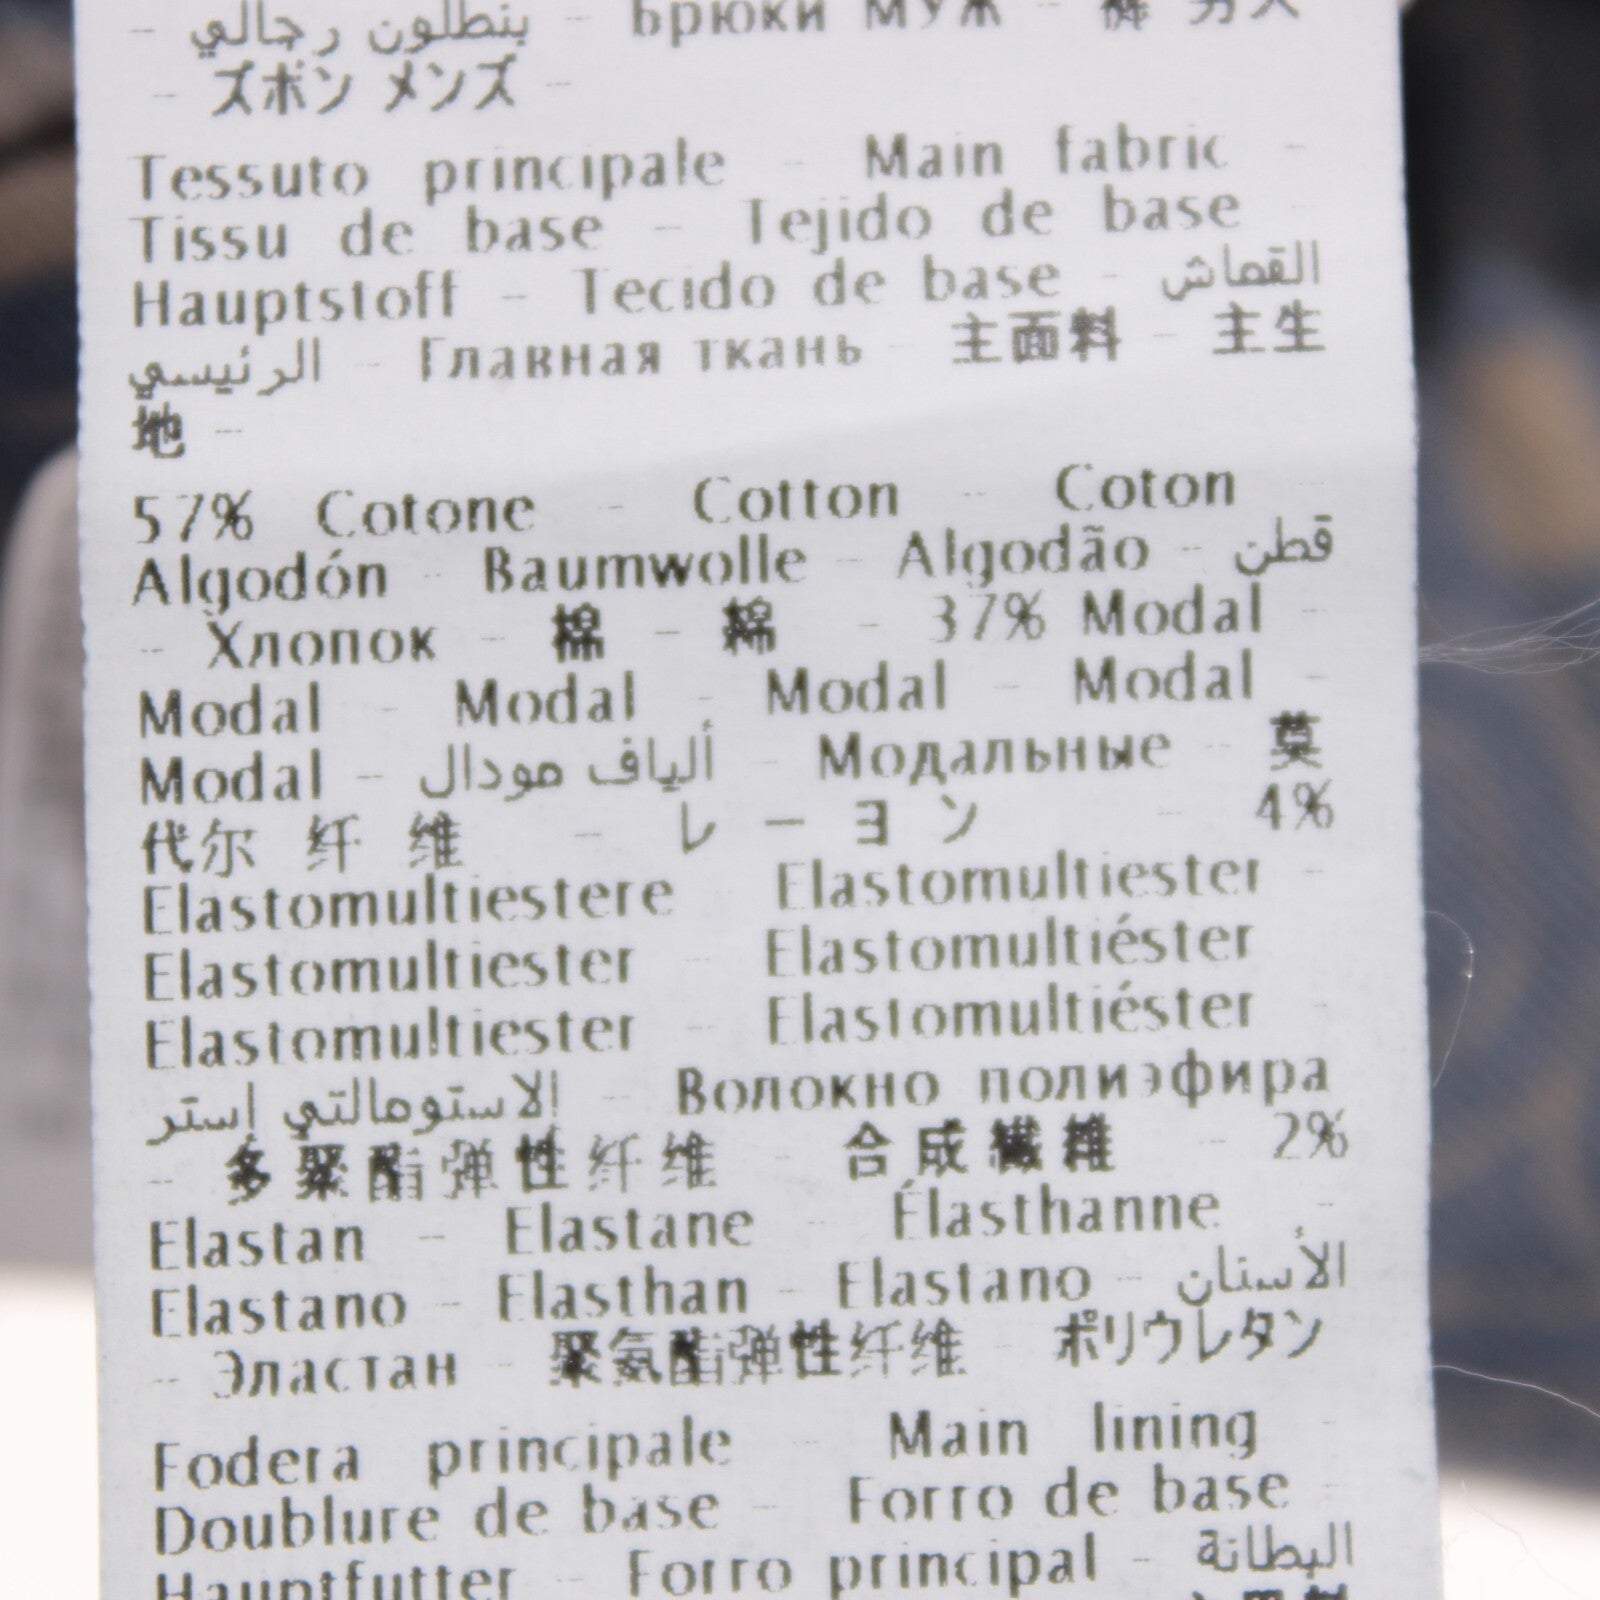 - بنطلون رجالي - Брюки муж - 裤 男人
- ズボン メンズ -
Tessuto principale - Main fabric -
Tissu de base - Tejido de base -
Hauptstoff - Tecido de base - القماش
الرئيسي - Главная ткань - 主面料 - 主生
地 -
57% Cotone - Cotton - Coton -
Algodón - Baumwolle - Algodão - قطن
- Хлопок - 棉 - 綿 - 37% Modal -
Modal - Modal - Modal - Modal -
Modal - ألياف مودال - Модальные - 莫
代尔 纤 维 - レーヨン - 4%
Elastomultiestere - Elastomultiester -
Elastomultiester - Elastomultiéster -
Elastomultiester - Elastomultiéster -
الاستومالتي إستر - Волокно полиэфира
- 多聚酯弹性纤维 - 合成繊維 - 2%
Elastan - Elastane - Élasthanne -
Elastano - Elasthan - Elastano - الأستان
- Эластан - 聚氨酯弹性纤维 - ポリウレタン
Fodera principale - Main lining -
Doublure de base - Forro de base -
Hauptfutter - Forro principal - البطانة